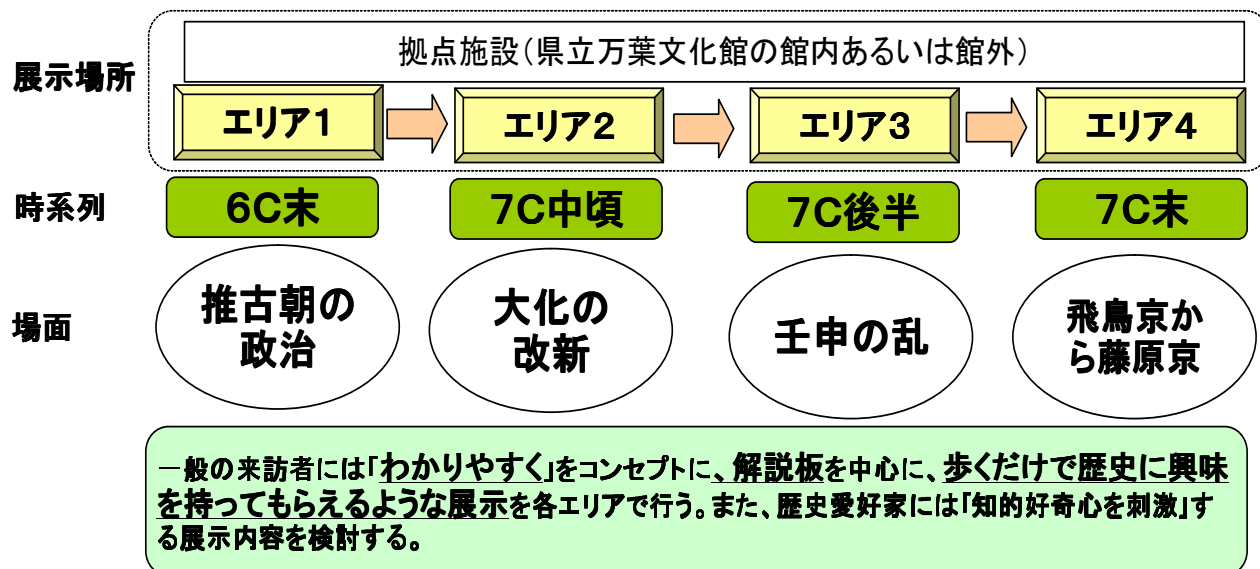 拠点施設(県立万葉文化館の館内あるいは館外)
展示場所
エリア1
エリア2
エリア3
エリア4
時系列
6C末
7C中頃
7C後半
7C末
場面
推古朝の
政治
大化の
改新
壬申の乱
飛鳥京か
ら藤原京
一般の来訪者には「わかりやすく」をコンセプトに、解説板を中心に、歩くだけで歴史に興味
を持ってもらえるような展示を各エリアで行う。また、歴史愛好家には「知的好奇心を刺激」す
る展示内容を検討する。